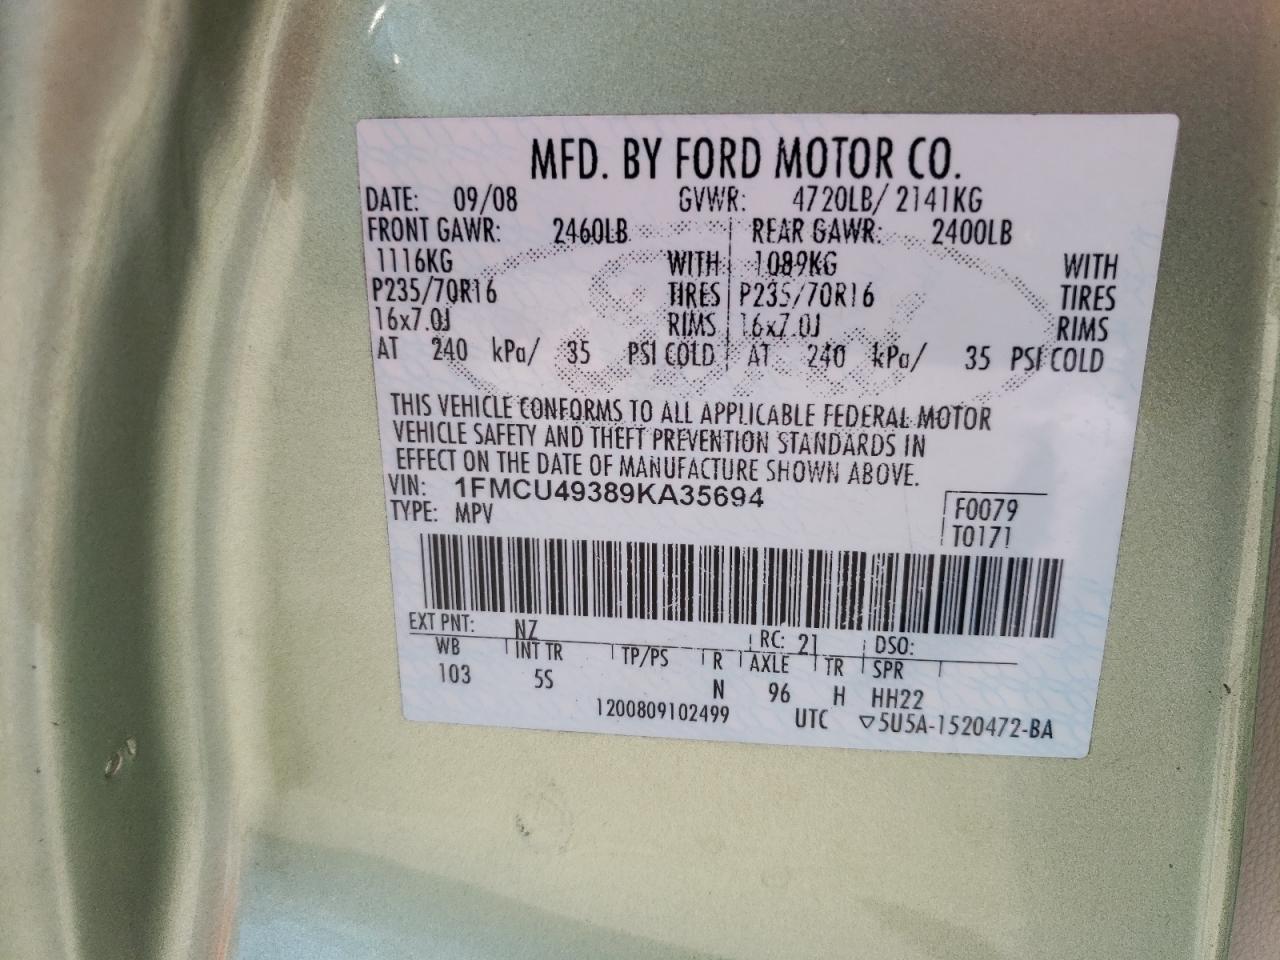 MFD. BY FORD MOTOR CO.
DATE: 09/08 GVWR: 4720LB/ 2141KG
FRONT GAWR: 2460LB REAR GAWR: 2400LB
1116KG WITH 1089KG WITH
P235/70R16 TIRES P235/70R16 TIRES
16x7.0J RIMS 16x7.0J RIMS
AT 240 kPa/ 35 PSI COLD AT 240 kPa/ 35 PSI COLD
THIS VEHICLE CONFORMS TO ALL APPLICABLE FEDERAL MOTOR
VEHICLE SAFETY AND THEFT PREVENTION STANDARDS IN
EFFECT ON THE DATE OF MANUFACTURE SHOWN ABOVE.
VIN: 1FMCU49389KA35694 F0079
TYPE: MPV T0171
EXT PNT: NZ RC: 21 DSO:
WB INT TR TP/PS R AXLE TR SPR
103 5S N 96 H HH22
1200809102499 UTC ▽5U5A-1520472-BA